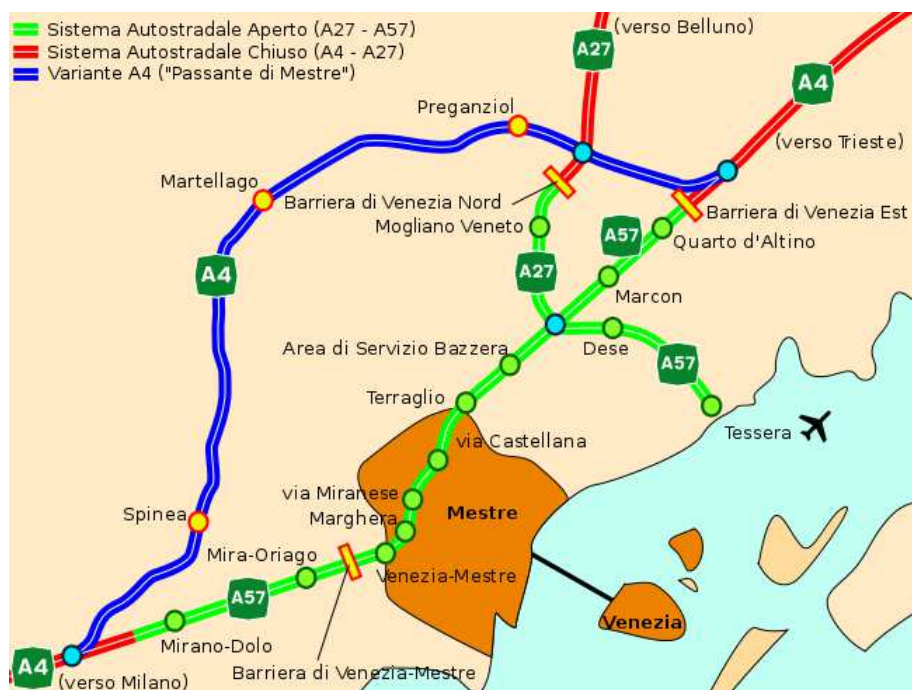 Sistema Autostradale Aperto (A27 - A57)
Sistema Autostradale Chiuso (A4 - A27)
Variante A4 ("Passante di Mestre")
(verso Belluno)
A27
A4
Preganziol
(verso Trieste)
Martellago
Barriera di Venezia Nord
Barriera di Venezia Est
Mogliano Veneto
A57
Quarto d'Altino
A4
A27
Marcon
Area di Servizio Bazzera
Dese
A57
Terraglio
Tessera
via Castellana
via Miranese
Mestre
Spinea
Marghera
Mira-Oriago
Venezia-Mestre
A57
Venezia
Mirano-Dolo
A4
Barriera di Venezia-Mestre
(verso Milano)